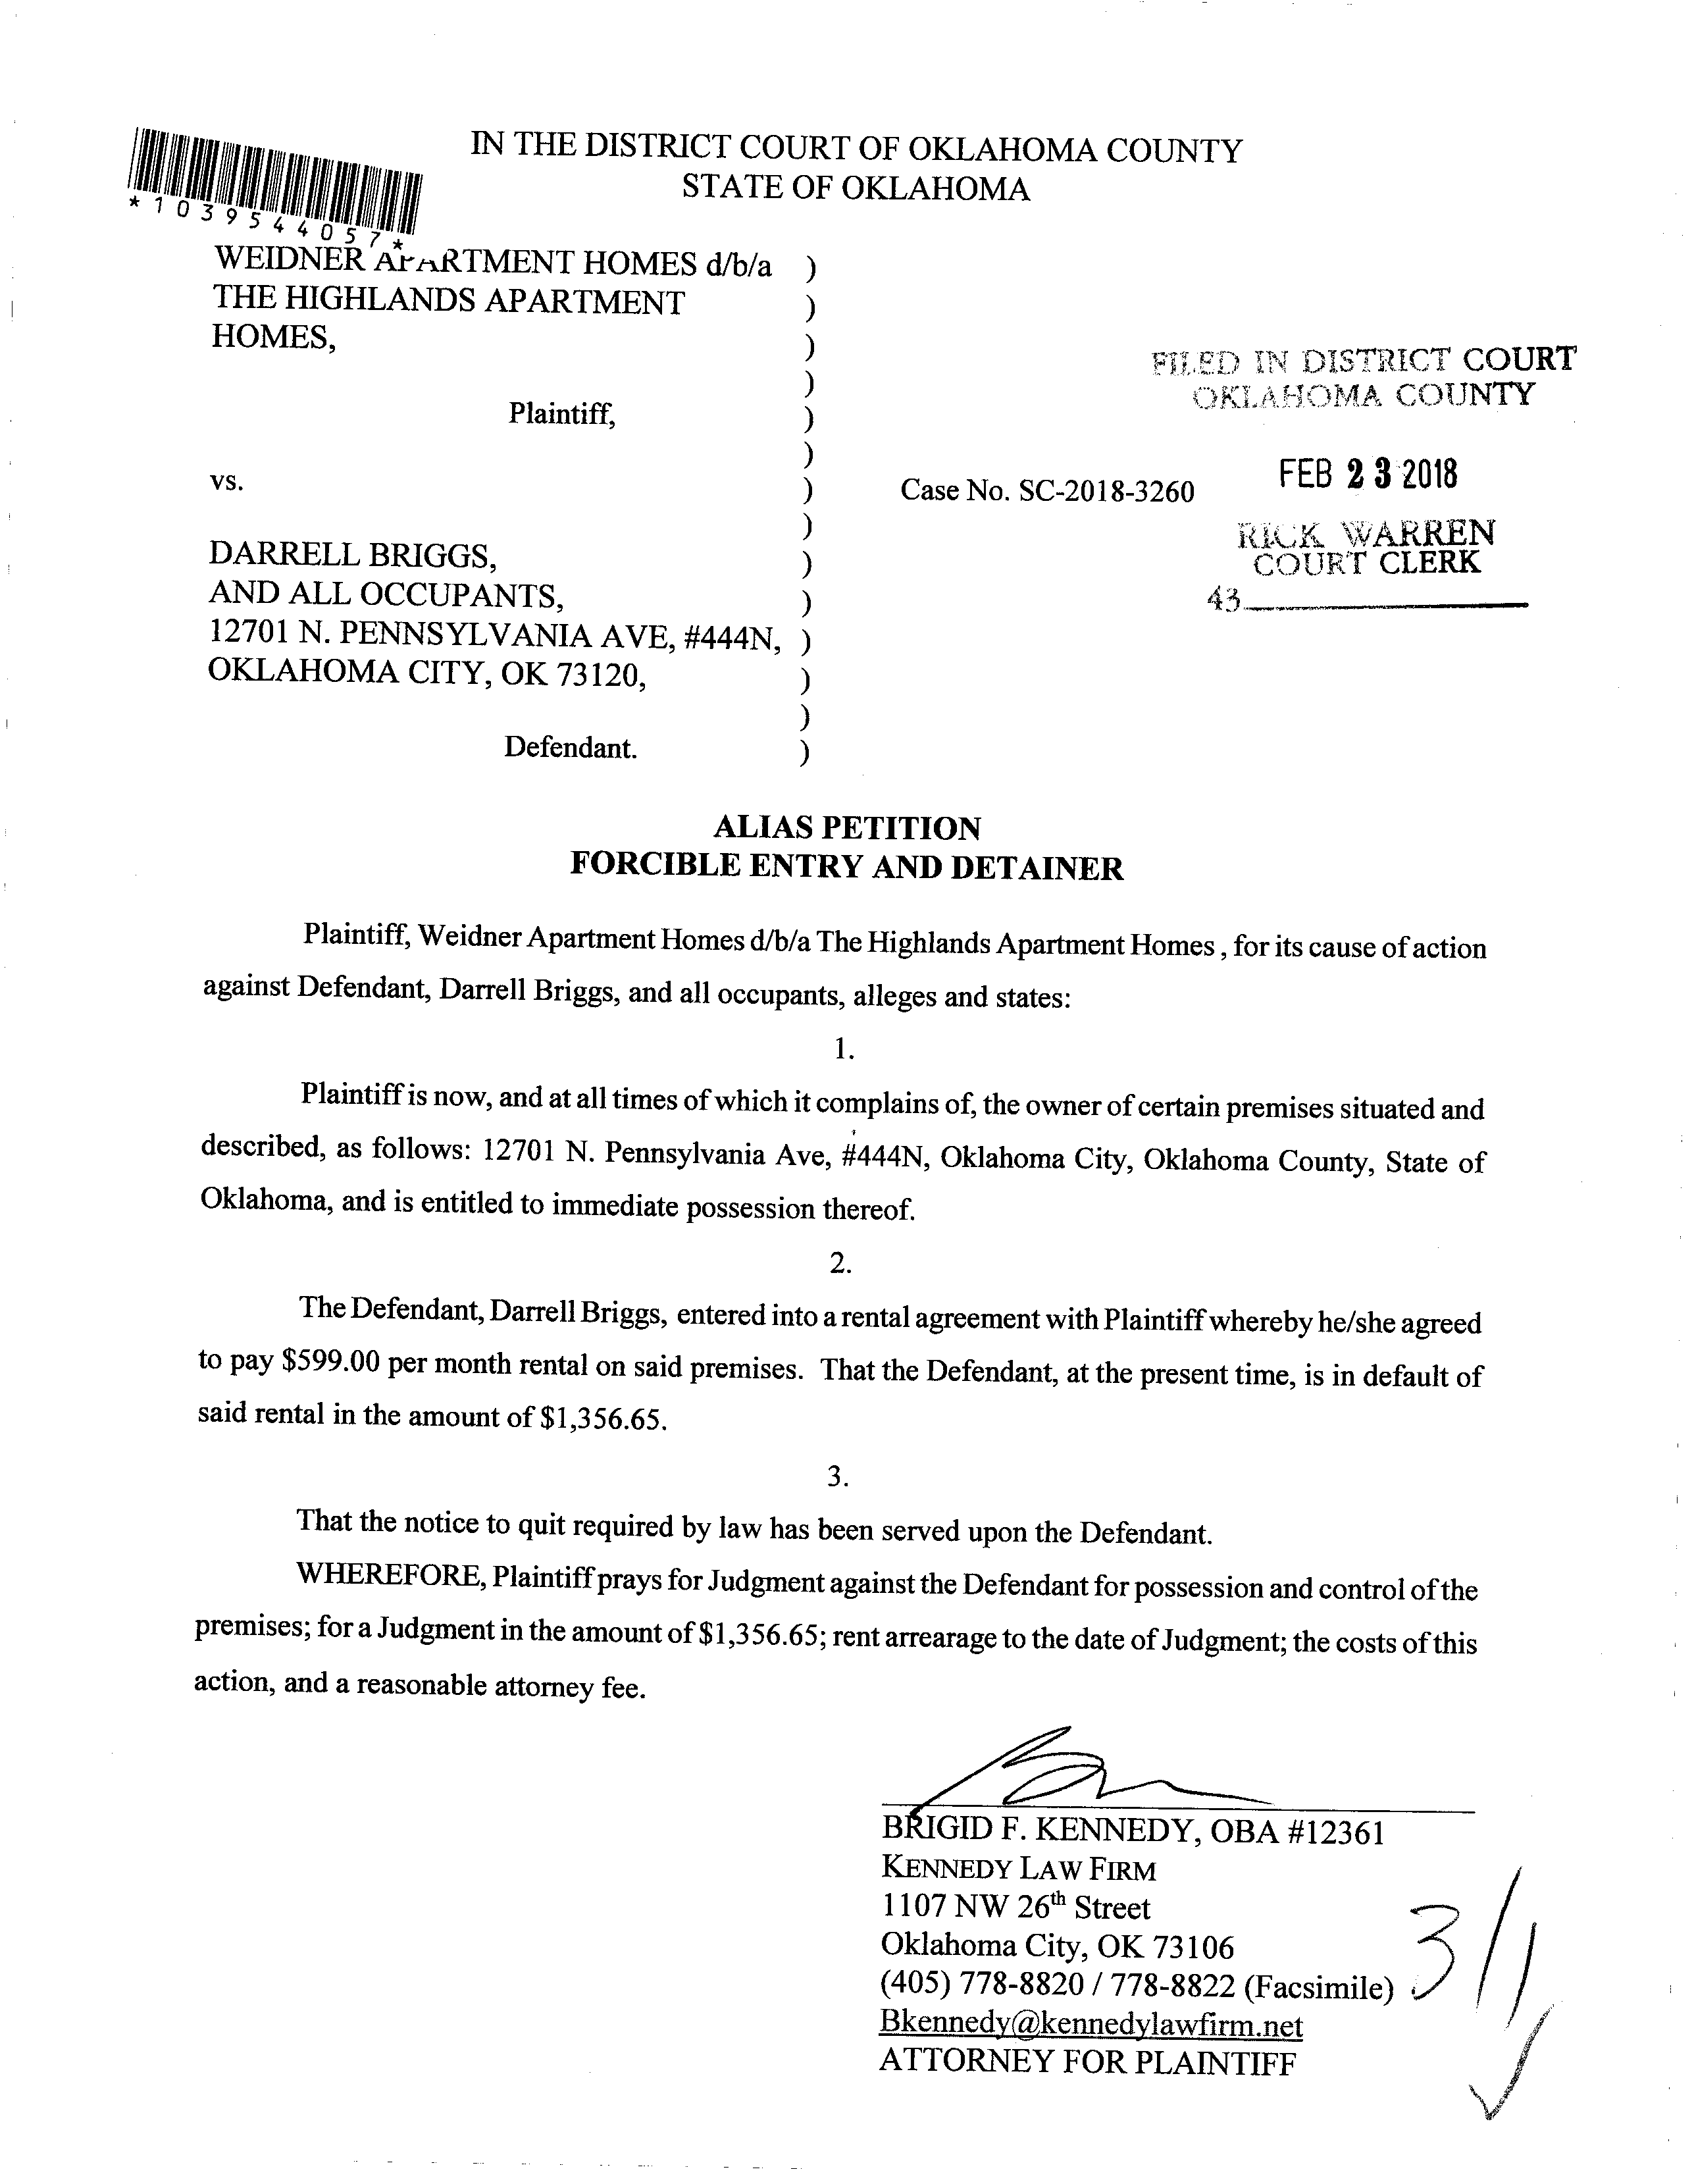 IN THE DISTRICT COURT OF OKLAHOMA COUNTY
STATE OF OKLAHOMA
*1039544057*
WEIDNER APARTMENT HOMES d/b/a )
THE HIGHLANDS APARTMENT )
HOMES, )
)
Plaintiff, )
)
vs. )
)
DARRELL BRIGGS, )
AND ALL OCCUPANTS, )
12701 N. PENNSYLVANIA AVE, #444N, )
OKLAHOMA CITY, OK 73120, )
)
Defendant. )
FILED IN DISTRICT COURT
OKLAHOMA COUNTY
FEB 23 2018
Case No. SC-2018-3260
RICK WARREN
COURT CLERK
43
ALIAS PETITION
FORCIBLE ENTRY AND DETAINER
Plaintiff, Weidner Apartment Homes d/b/a The Highlands Apartment Homes , for its cause of action
against Defendant, Darrell Briggs, and all occupants, alleges and states:
1.
Plaintiff is now, and at all times of which it complains of, the owner of certain premises situated and
described, as follows: 12701 N. Pennsylvania Ave, #444N, Oklahoma City, Oklahoma County, State of
Oklahoma, and is entitled to immediate possession thereof.
2.
The Defendant, Darrell Briggs, entered into a rental agreement with Plaintiff whereby he/she agreed
to pay $599.00 per month rental on said premises. That the Defendant, at the present time, is in default of
said rental in the amount of $1,356.65.
3.
That the notice to quit required by law has been served upon the Defendant.
WHEREFORE, Plaintiff prays for Judgment against the Defendant for possession and control of the
premises; for a Judgment in the amount of $1,356.65; rent arrearage to the date of Judgment; the costs of this
action, and a reasonable attorney fee.
BRIGID F. KENNEDY, OBA #12361
KENNEDY LAW FIRM
1107 NW 26th Street
Oklahoma City, OK 73106
(405) 778-8820 / 778-8822 (Facsimile)
Bkennedy@kennedylawfirm.net
ATTORNEY FOR PLAINTIFF
3/1